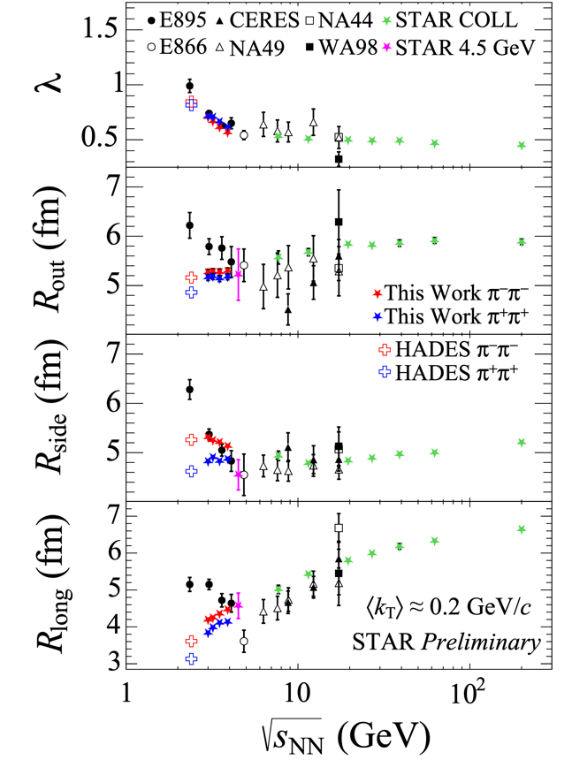 E895 CERES NA44 STAR COLL
E866 NA49 WA98 STAR 4.5 GeV
1.5
1
0.5
λ
7
6
5
R_out (fm)
This Work π⁻π⁻
This Work π⁺π⁺
7
6
5
R_side (fm)
HADES π⁻π⁻
HADES π⁺π⁺
7
6
5
4
3
R_long (fm)
⟨k_T⟩ ≈ 0.2 GeV/c
STAR Preliminary
1 10 10²
√s_NN (GeV)